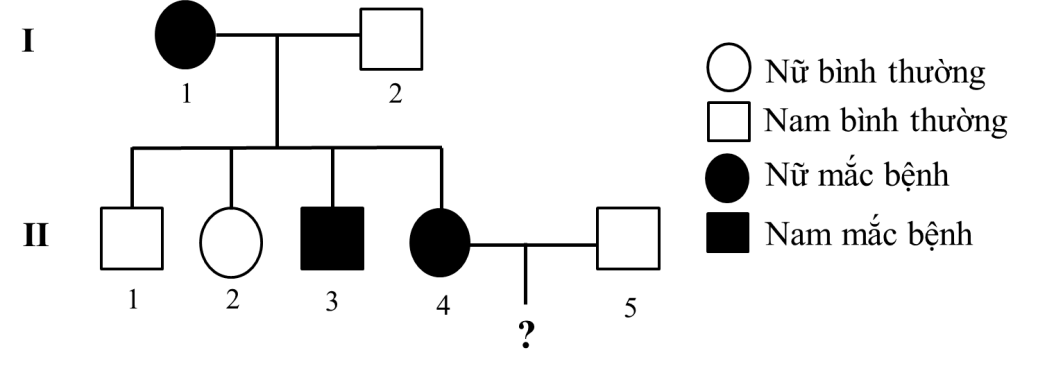 I
1
2
II
1
2
3
4
5
?
Nữ bình thường
Nam bình thường
Nữ mắc bệnh
Nam mắc bệnh